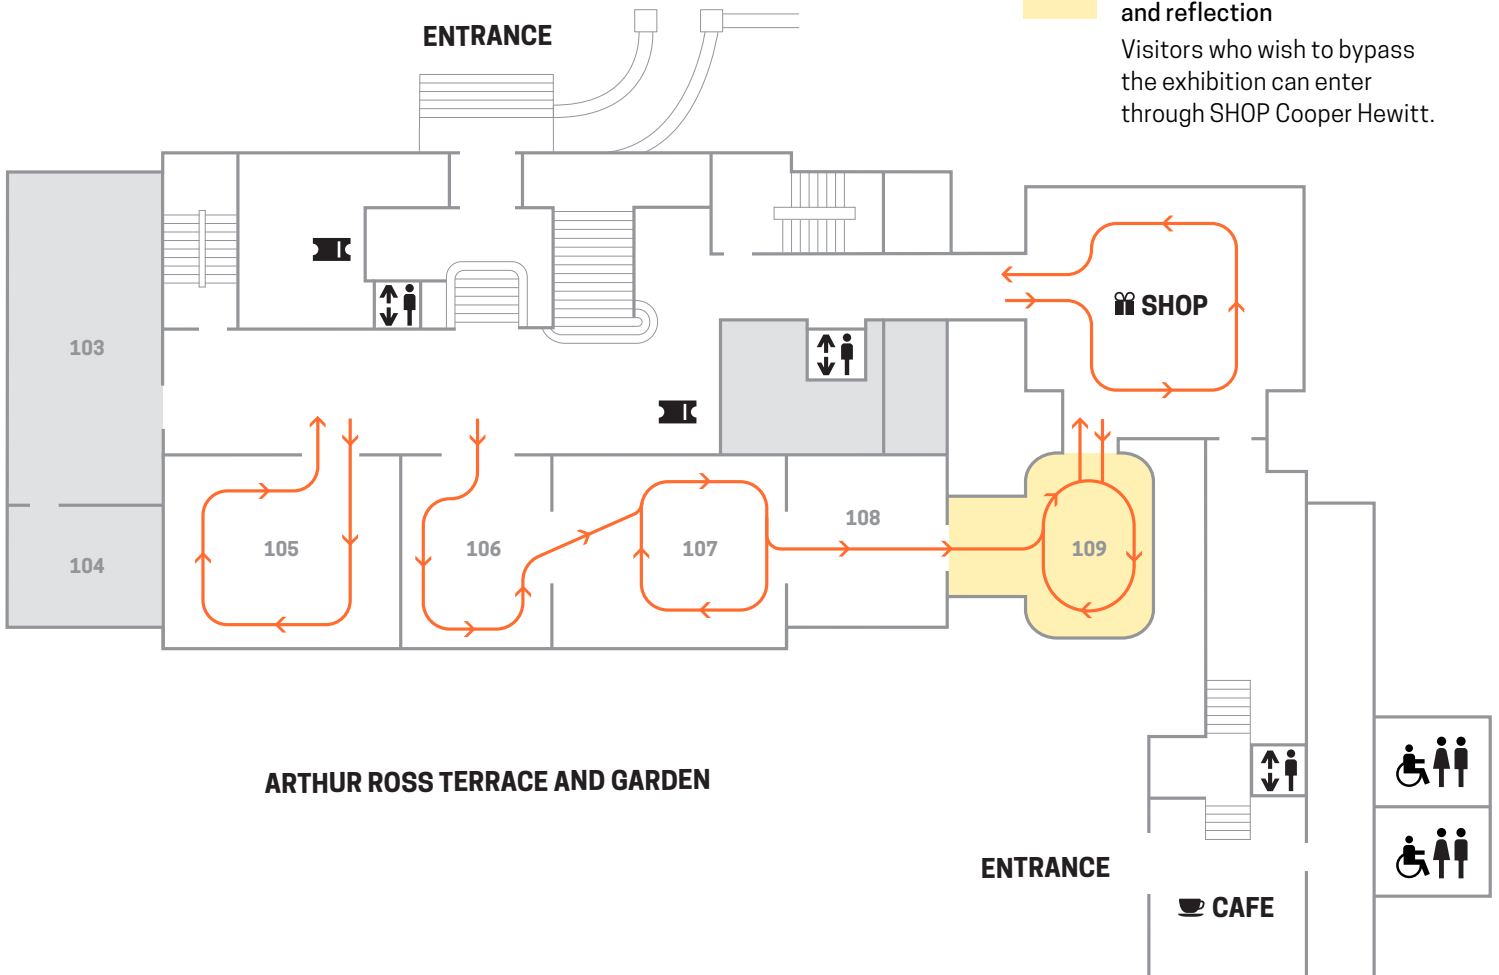 ENTRANCE
and reflection
Visitors who wish to bypass
the exhibition can enter
through SHOP Cooper Hewitt.
SHOP
103
108
105
106
107
109
104
ARTHUR ROSS TERRACE AND GARDEN
ENTRANCE
CAFE